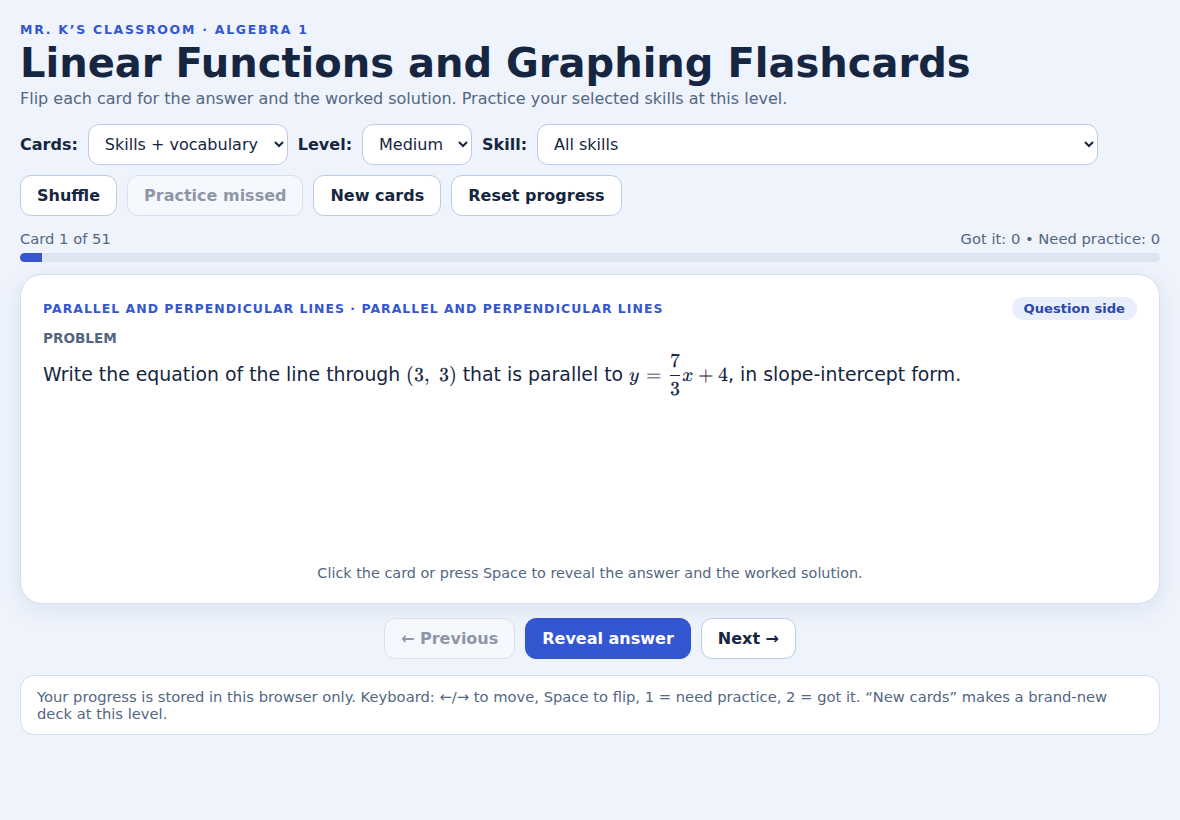 MR. K’S CLASSROOM · ALGEBRA 1
Linear Functions and Graphing Flashcards
Flip each card for the answer and the worked solution. Practice your selected skills at this level.
Cards: Skills + vocabulary Level: Medium Skill: All skills
Shuffle Practice missed New cards Reset progress
Card 1 of 51 Got it: 0 • Need practice: 0
PARALLEL AND PERPENDICULAR LINES · PARALLEL AND PERPENDICULAR LINES Question side
PROBLEM
Write the equation of the line through (3, 3) that is parallel to y = 7/3 x + 4, in slope-intercept form.
Click the card or press Space to reveal the answer and the worked solution.
← Previous Reveal answer Next →
Your progress is stored in this browser only. Keyboard: ←/→ to move, Space to flip, 1 = need practice, 2 = got it. “New cards” makes a brand-new
deck at this level.